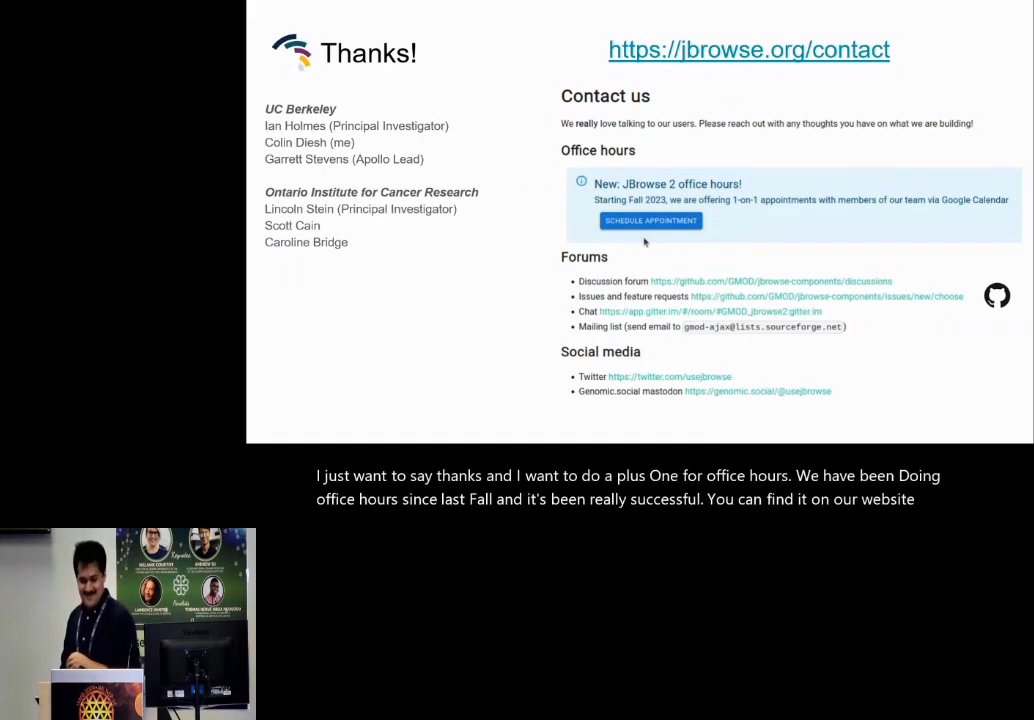 Thanks!
https://jbrowse.org/contact
UC Berkeley
Ian Holmes (Principal Investigator)
Colin Diesh (me)
Garrett Stevens (Apollo Lead)
Ontario Institute for Cancer Research
Lincoln Stein (Principal Investigator)
Scott Cain
Caroline Bridge
Contact us
We really love talking to our users. Please reach out with any thoughts you have on what we are building!
Office hours
New: JBrowse 2 office hours!
Starting Fall 2023, we are offering 1-on-1 appointments with members of our team via Google Calendar
SCHEDULE APPOINTMENT
Forums
• Discussion forum https://github.com/GMOD/jbrowse-components/discussions
• Issues and feature requests https://github.com/GMOD/jbrowse-components/issues/new/choose
• Chat https://app.gitter.im/#/room/#GMOD_jbrowse2:gitter.im
• Mailing list (send email to gmod-ajax@lists.sourceforge.net)
Social media
• Twitter https://twitter.com/usejbrowse
• Genomic.social mastodon https://genomic.social/@usejbrowse
I just want to say thanks and I want to do a plus One for office hours. We have been Doing
office hours since last Fall and it's been really successful. You can find it on our website
Keynotes
MELANIE COURTOT
ANDREW SU
LAWRENCE HUNTER
Panelists